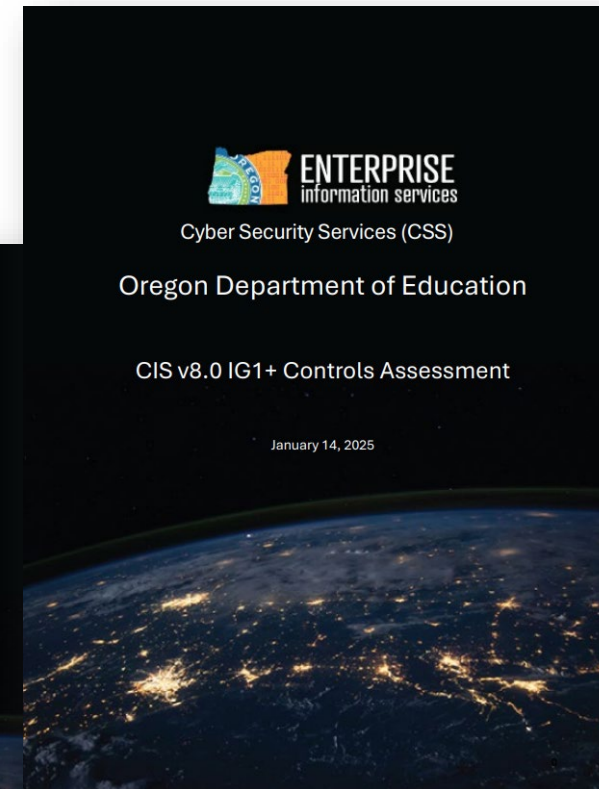 OREGON
ENTERPRISE
information services
Cyber Security Services (CSS)
Oregon Department of Education
CIS v8.0 IG1+ Controls Assessment
January 14, 2025